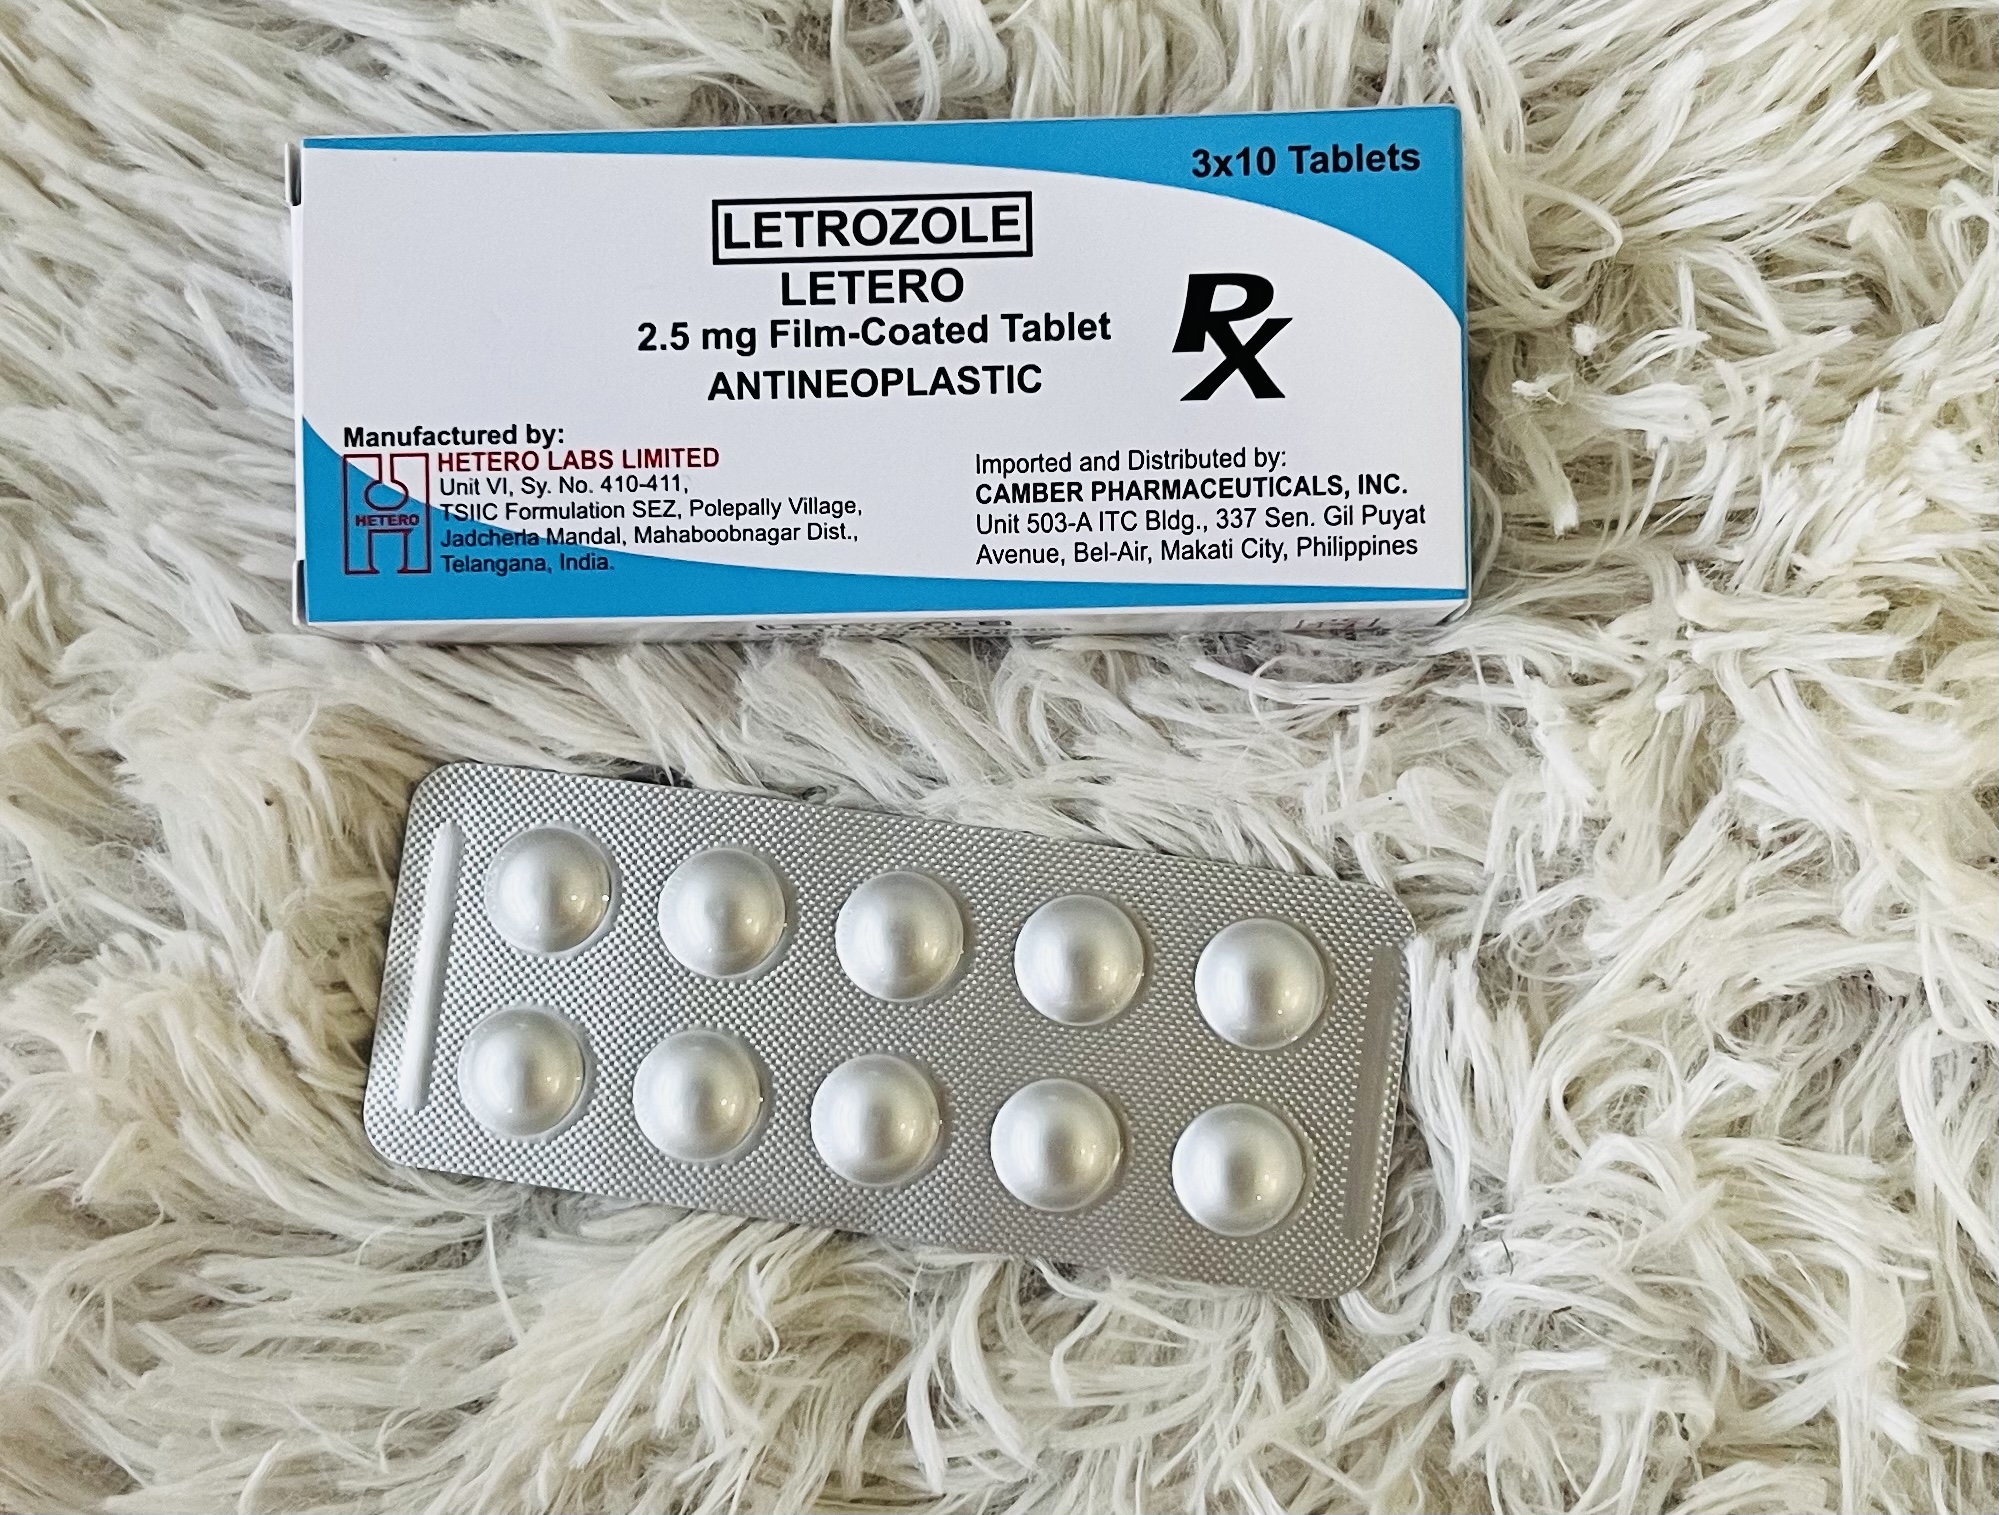 3x10 Tablets
LETROZOLE
LETERO
2.5 mg Film-Coated Tablet
ANTINEOPLASTIC
Rx
Manufactured by:
HETERO LABS LIMITED
Unit VI, Sy. No. 410-411,
TSIIC Formulation SEZ, Polepally Village,
Jadcherla Mandal, Mahaboobnagar Dist.,
Telangana, India.
HETERO
Imported and Distributed by:
CAMBER PHARMACEUTICALS, INC.
Unit 503-A ITC Bldg., 337 Sen. Gil Puyat
Avenue, Bel-Air, Makati City, Philippines
LETROZOLE